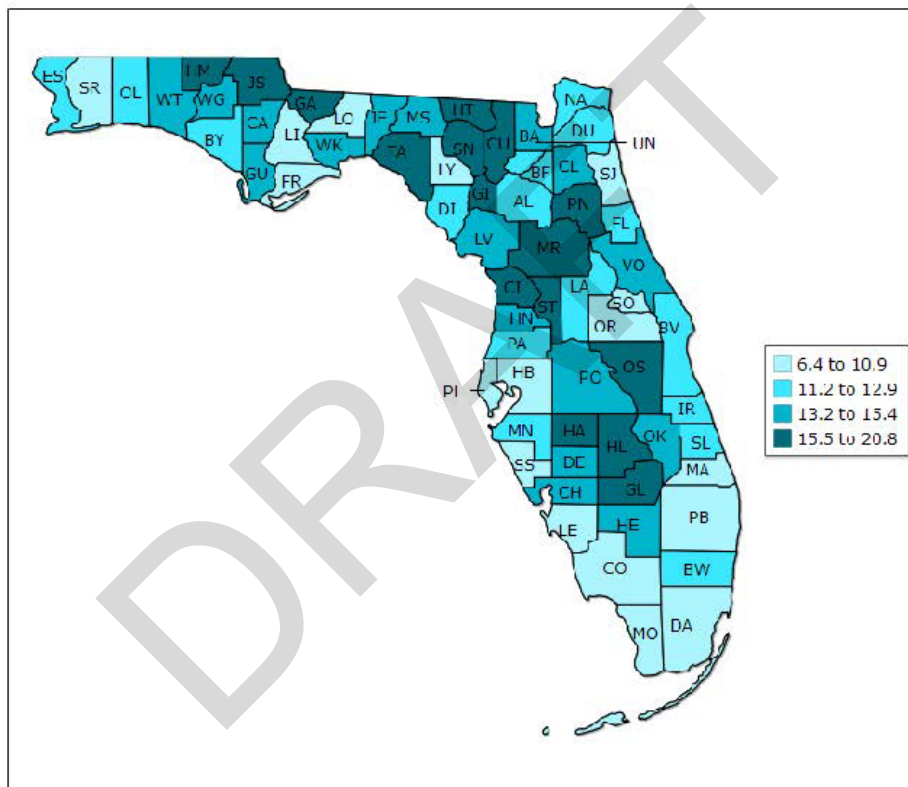 ES
SR
OL
WT
HM
WG
JS
BY
CA
GU
GA
LI
FR
LO
WK
JE
MS
TA
HT
SN
LY
CU
DI
GI
BA
NA
DU
UN
BF
CL
SJ
AL
PN
FL
LV
MR
VO
CI
ST
LA
SO
OR
BV
PA
HB
PI
PO
OS
IR
MN
HA
HL
OK
SL
SS
DE
MA
CH
GL
PB
LE
HE
CO
BW
MO
DA
6.4 to 10.9
11.2 to 12.9
13.2 to 15.4
15.5 to 20.8
DRAFT